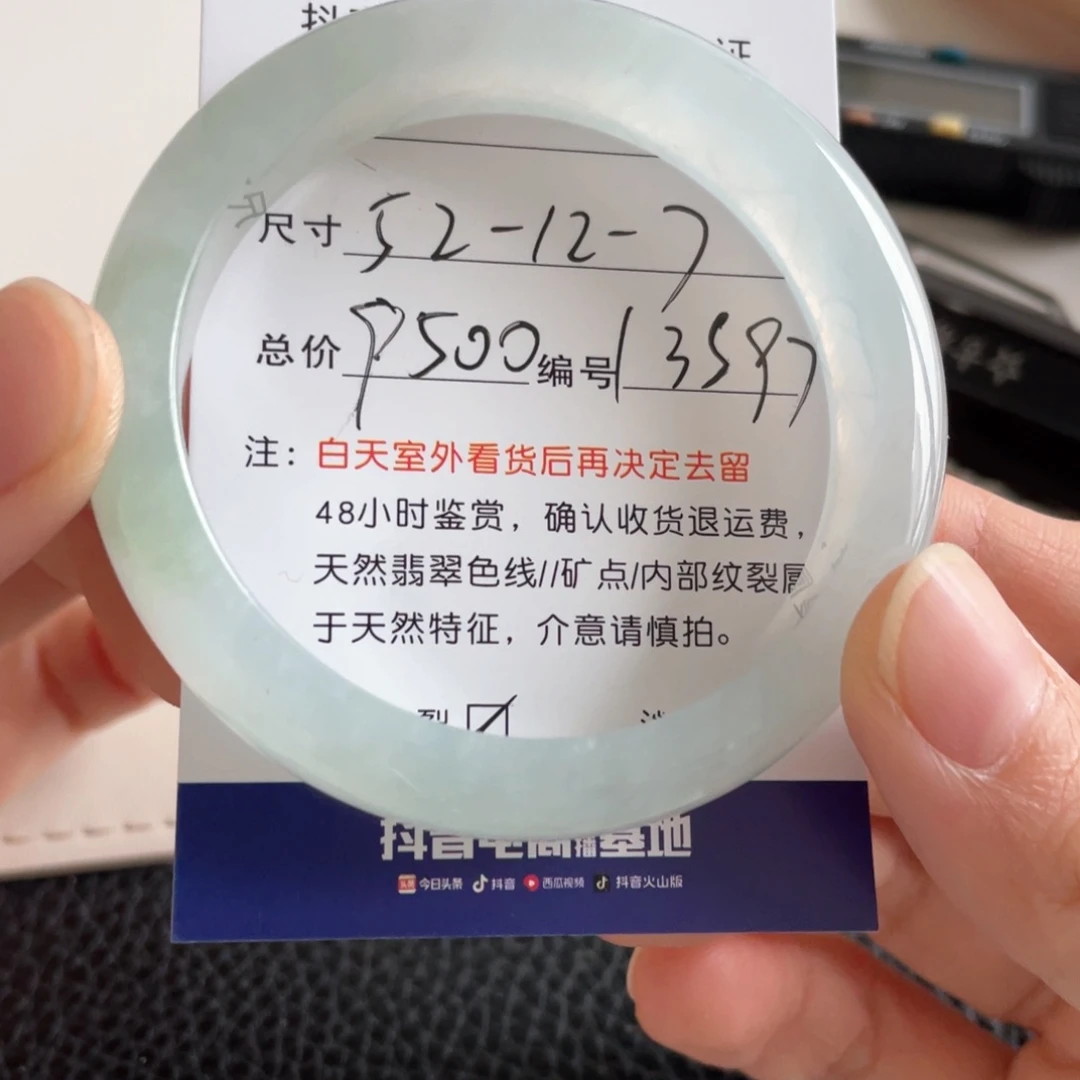 尺寸 52-12-7
总价 9500 编号 13597
注：白天室外看货后再决定去留
48小时鉴赏，确认收货退运费，
天然翡翠色线//矿点/内部纹裂属
于天然特征，介意请慎拍。
抖音电商直播基地
今日头条 抖音 西瓜视频 抖音火山版